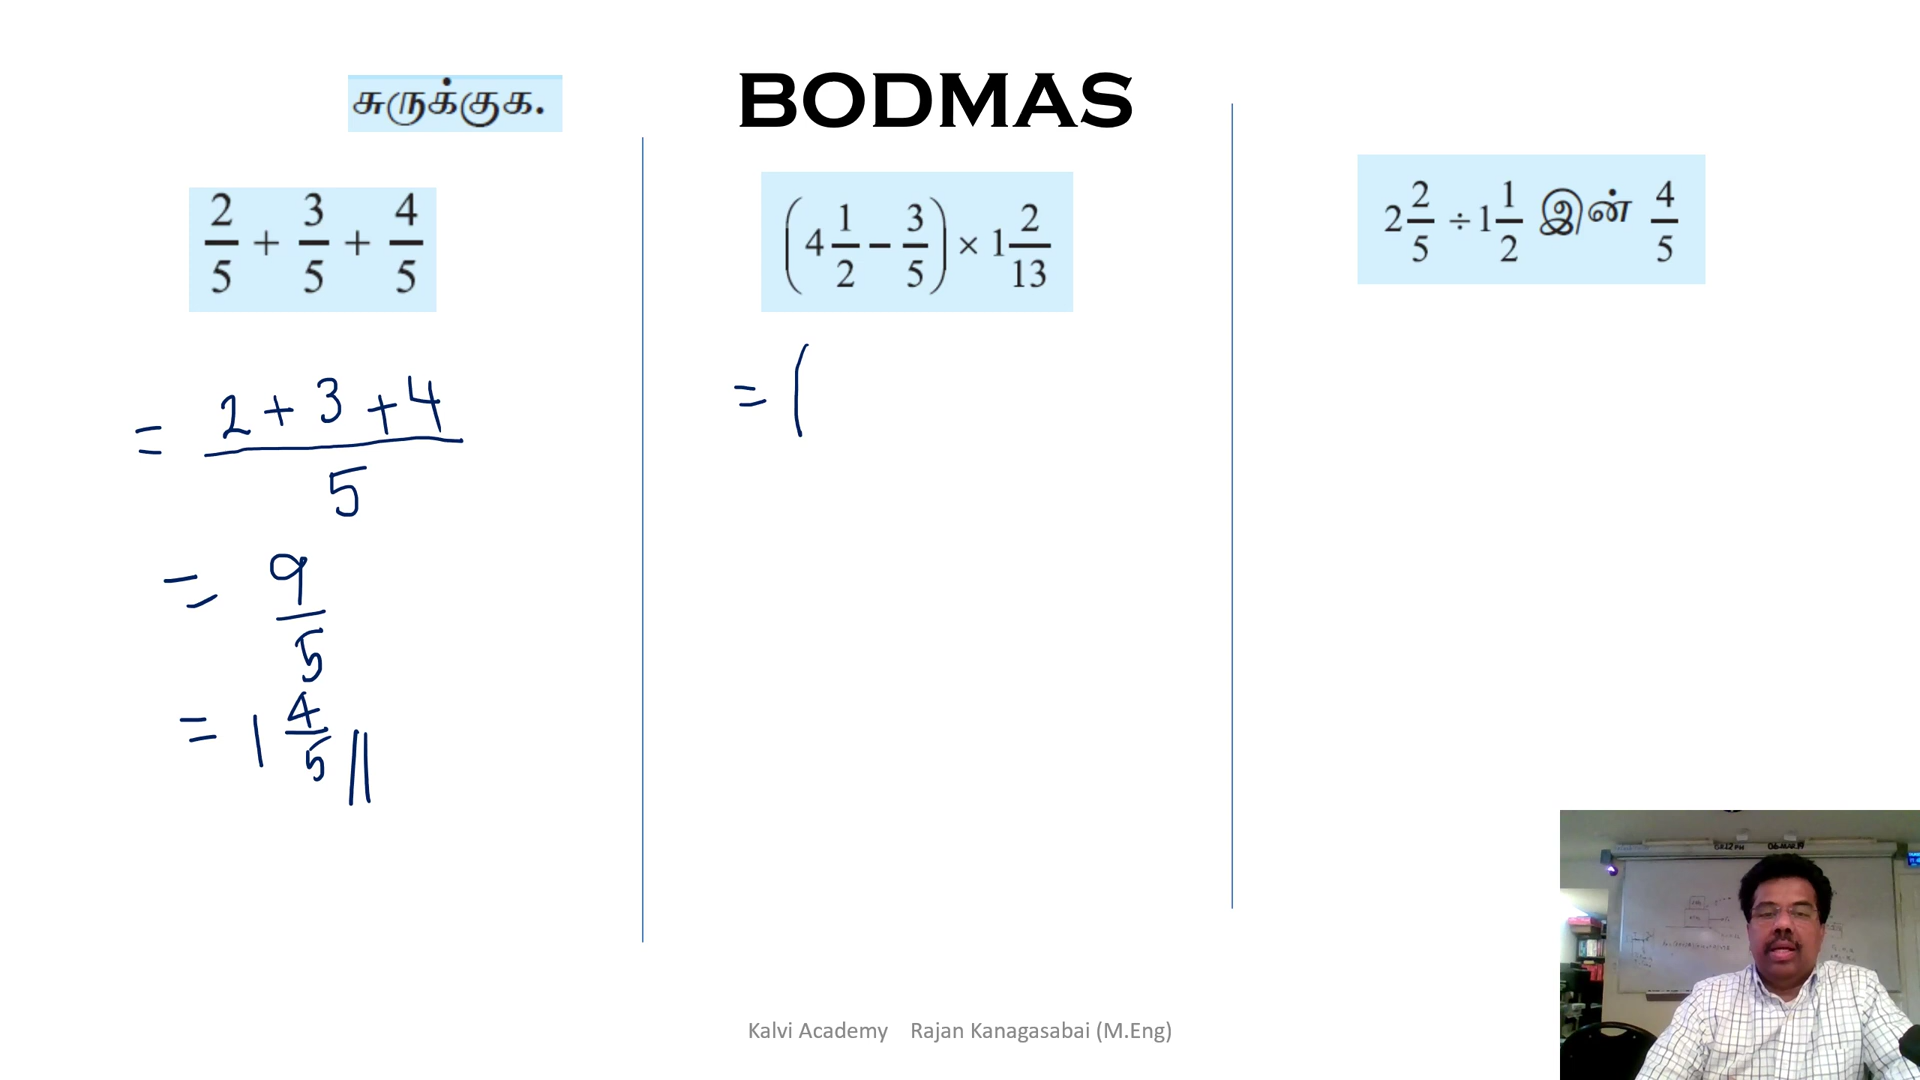 சுருக்குக.
BODMAS
2/5 + 3/5 + 4/5
= (2 + 3 + 4)/5
= 9/5
= 1 4/5 ||
(4 1/2 − 3/5) × 1 2/13
= (
2 2/5 ÷ 1 1/2 இன் 4/5
Kalvi Academy Rajan Kanagasabai (M.Eng)